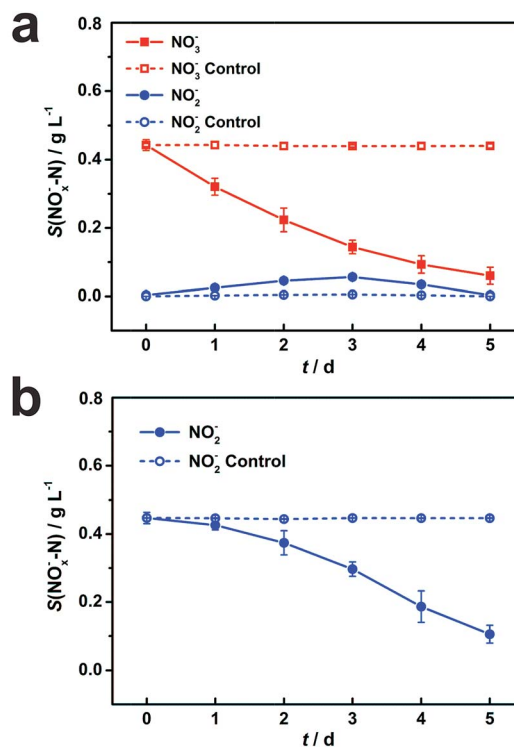 a
0.8
0.6
0.4
0.2
0.0
S(NO₃⁻-N) / g L⁻¹
NO₃⁻
NO₃⁻ Control
NO₂⁻
NO₂⁻ Control
0 1 2 3 4 5
t / d
b
0.8
0.6
0.4
0.2
0.0
S(NOₓ⁻-N) / g L⁻¹
NO₂⁻
NO₂⁻ Control
0 1 2 3 4 5
t / d